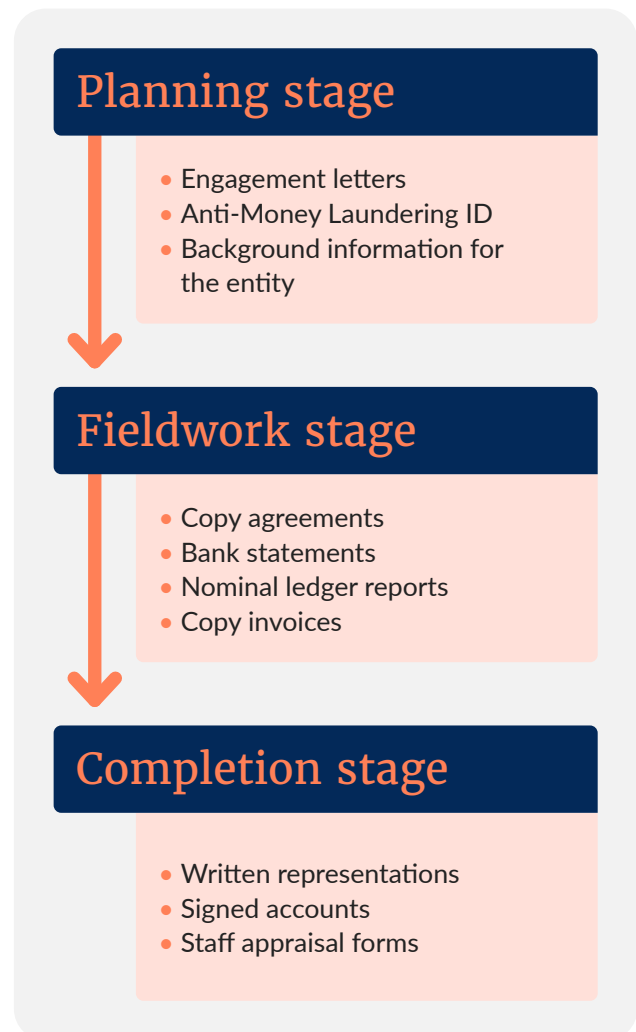 Planning stage
• Engagement letters
• Anti-Money Laundering ID
• Background information for
the entity
Fieldwork stage
• Copy agreements
• Bank statements
• Nominal ledger reports
• Copy invoices
Completion stage
• Written representations
• Signed accounts
• Staff appraisal forms